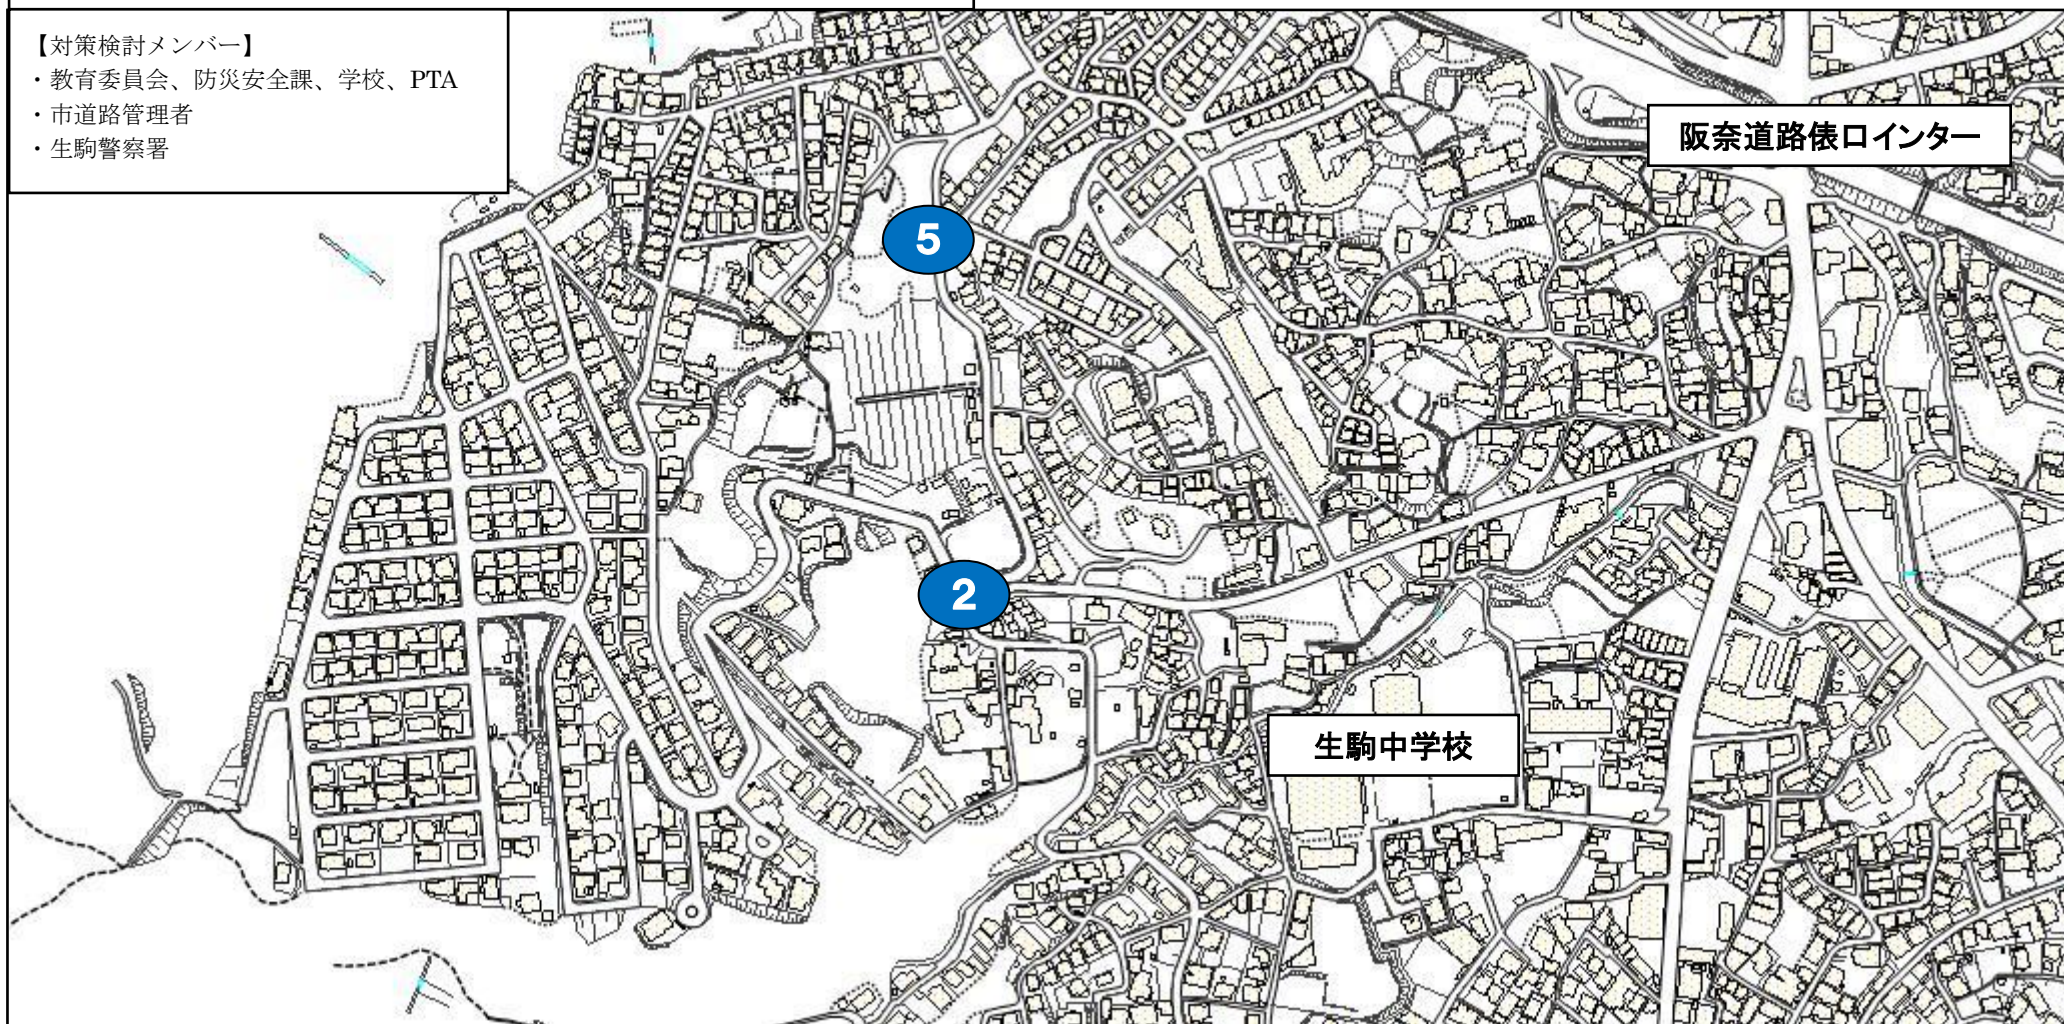 【対策検討メンバー】
・教育委員会、防災安全課、学校、PTA
・市道路管理者
・生駒警察署
阪奈道路俵口インター
5
2
生駒中学校